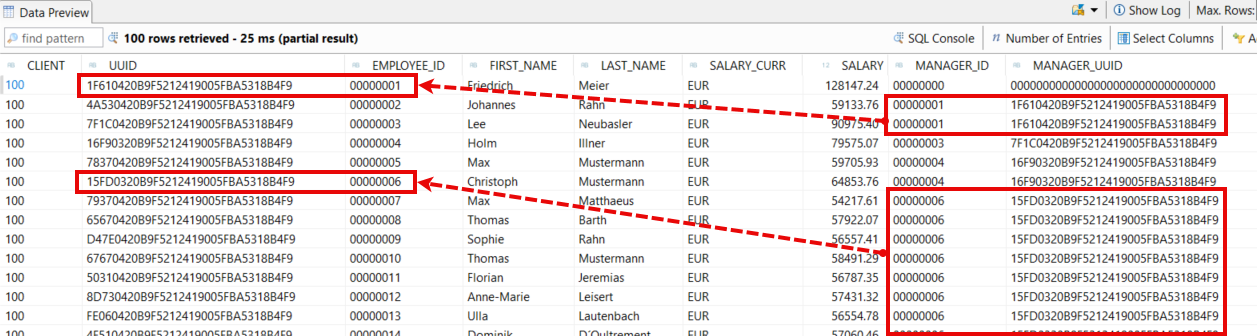 Data Preview Show Log Max. Rows:
find pattern 100 rows retrieved - 25 ms (partial result) SQL Console Number of Entries Select Columns
CLIENT UUID EMPLOYEE_ID FIRST_NAME LAST_NAME SALARY_CURR 12 SALARY MANAGER_ID MANAGER_UUID
100 1F610420B9F5212419005FBA5318B4F9 00000001 Friedrich Meier EUR 128147.24 00000000 00000000000000000000000000000000
100 4A530420B9F5212419005FBA5318B4F9 00000002 Johannes Rahn EUR 59133.76 00000001 1F610420B9F5212419005FBA5318B4F9
100 7F1C0420B9F5212419005FBA5318B4F9 00000003 Lee Neubasler EUR 90975.40 00000001 1F610420B9F5212419005FBA5318B4F9
100 16F90320B9F5212419005FBA5318B4F9 00000004 Holm Illner EUR 79575.07 00000003 7F1C0420B9F5212419005FBA5318B4F9
100 78370420B9F5212419005FBA5318B4F9 00000005 Max Mustermann EUR 59705.93 00000004 16F90320B9F5212419005FBA5318B4F9
100 15FD0320B9F5212419005FBA5318B4F9 00000006 Christoph Mustermann EUR 64853.76 00000004 16F90320B9F5212419005FBA5318B4F9
100 79370420B9F5212419005FBA5318B4F9 00000007 Max Matthaeus EUR 54217.61 00000006 15FD0320B9F5212419005FBA5318B4F9
100 65670420B9F5212419005FBA5318B4F9 00000008 Thomas Barth EUR 57922.07 00000006 15FD0320B9F5212419005FBA5318B4F9
100 D47E0420B9F5212419005FBA5318B4F9 00000009 Sophie Rahn EUR 56557.41 00000006 15FD0320B9F5212419005FBA5318B4F9
100 67670420B9F5212419005FBA5318B4F9 00000010 Thomas Mustermann EUR 58491.29 00000006 15FD0320B9F5212419005FBA5318B4F9
100 50310420B9F5212419005FBA5318B4F9 00000011 Florian Jeremias EUR 56787.35 00000006 15FD0320B9F5212419005FBA5318B4F9
100 8D730420B9F5212419005FBA5318B4F9 00000012 Anne-Marie Leisert EUR 57431.32 00000006 15FD0320B9F5212419005FBA5318B4F9
100 FE060420B9F5212419005FBA5318B4F9 00000013 Ulla Lautenbach EUR 56554.78 00000006 15FD0320B9F5212419005FBA5318B4F9
100 4F510420B9F5212419005FBA5318B4F9 00000014 Dominik D'Oultrement EUR 57060.46 00000006 15FD0320B9F5212419005FBA5318B4F9